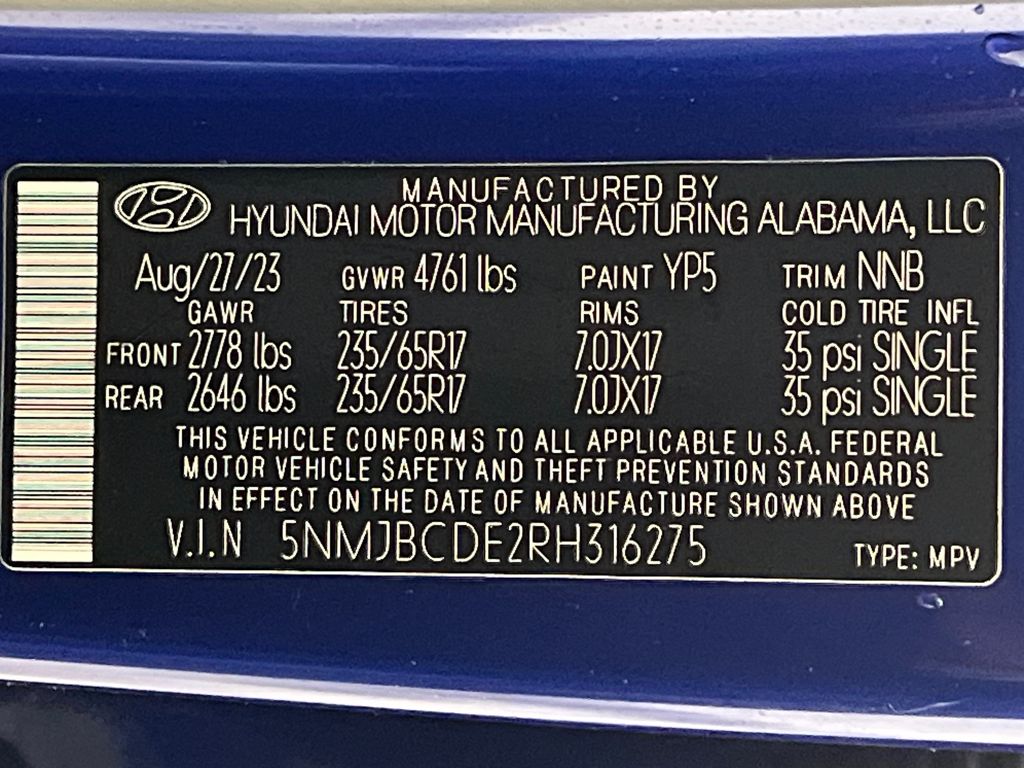 MANUFACTURED BY
HYUNDAI MOTOR MANUFACTURING ALABAMA, LLC
Aug/27/23 GVWR 4761 lbs PAINT YP5 TRIM NNB
GAWR TIRES RIMS COLD TIRE INFL
FRONT 2778 lbs 235/65R17 7.0JX17 35 psi SINGLE
REAR 2646 lbs 235/65R17 7.0JX17 35 psi SINGLE
THIS VEHICLE CONFORMS TO ALL APPLICABLE U.S.A. FEDERAL
MOTOR VEHICLE SAFETY AND THEFT PREVENTION STANDARDS
IN EFFECT ON THE DATE OF MANUFACTURE SHOWN ABOVE
V.I.N 5NMJBCDE2RH316275 TYPE: MPV